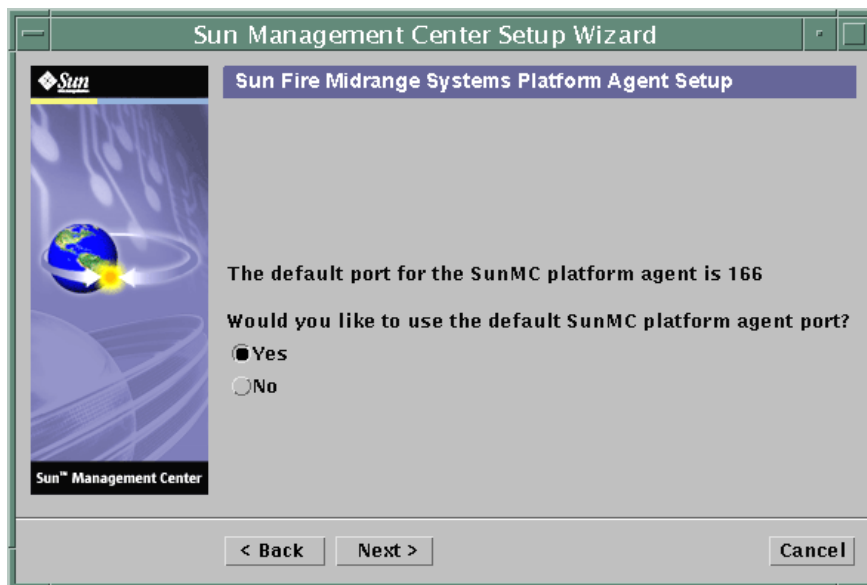 Sun Management Center Setup Wizard
Sun
Sun Fire Midrange Systems Platform Agent Setup
The default port for the SunMC platform agent is 166
Would you like to use the default SunMC platform agent port?
Yes
No
Sun™ Management Center
< Back
Next >
Cancel